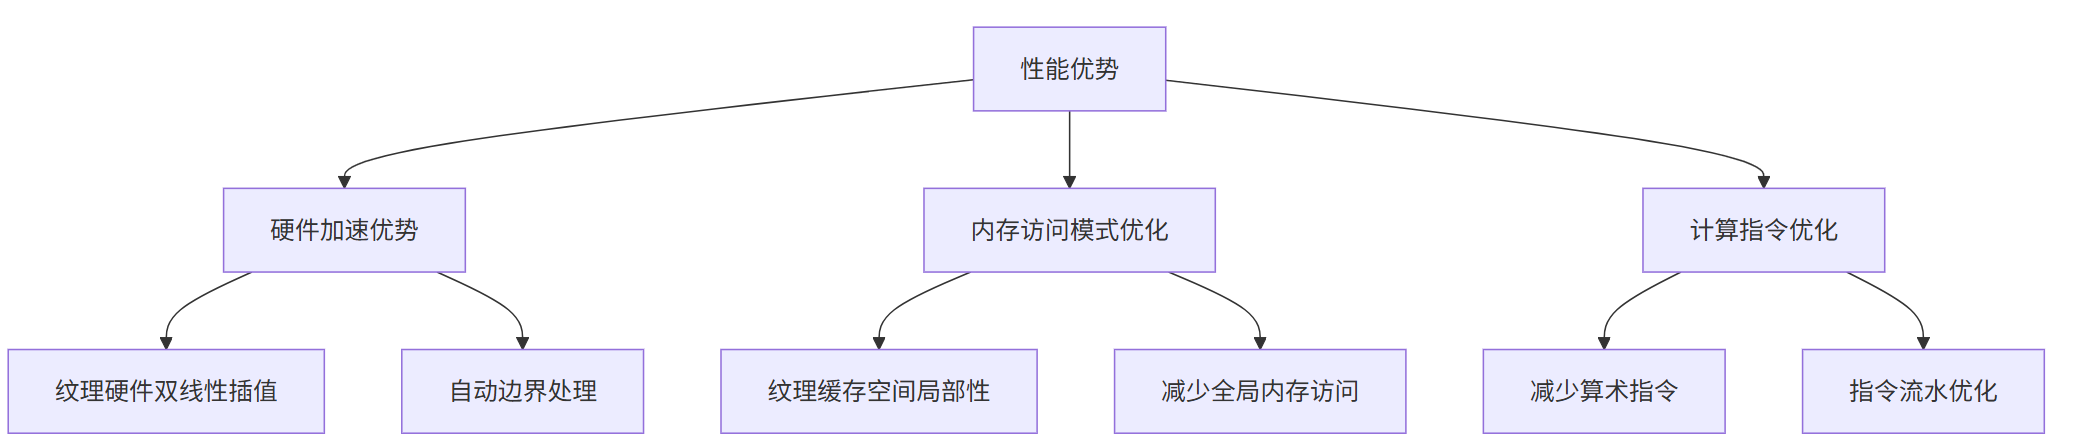 性能优势
硬件加速优势
内存访问模式优化
计算指令优化
纹理硬件双线性插值
自动边界处理
纹理缓存空间局部性
减少全局内存访问
减少算术指令
指令流水优化